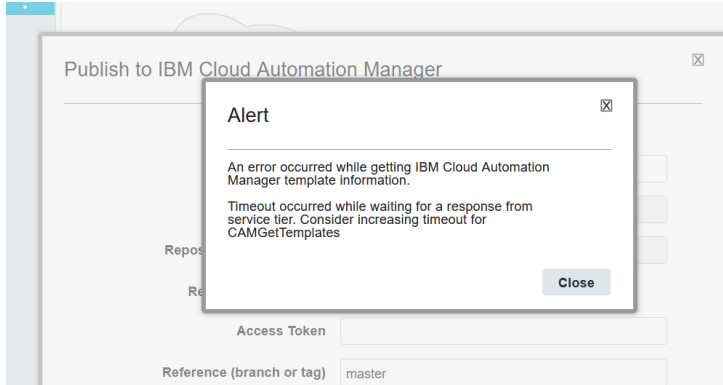 Publish to IBM Cloud Automation Manager
Alert
An error occurred while getting IBM Cloud Automation
Manager template information.
Timeout occurred while waiting for a response from
service tier. Consider increasing timeout for
CAMGetTemplates
Close
Access Token
Reference (branch or tag) master